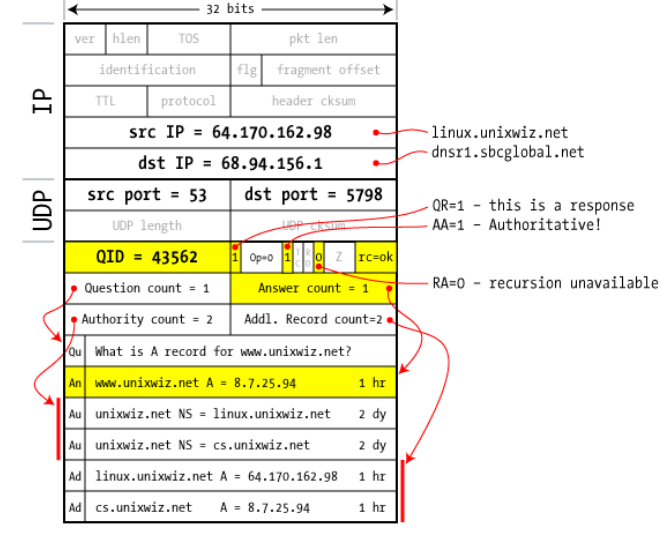 32 bits
ver hlen TOS pkt len
identification flg fragment offset
TTL protocol header cksum
IP
src IP = 64.170.162.98
linux.unixwiz.net
dst IP = 68.94.156.1
dnsr1.sbcglobal.net
UDP
src port = 53 dst port = 5798
QR=1 - this is a response
UDP length UDP cksum
AA=1 - Authoritative!
QID = 43562 1 Op=0 1 TC RD 0 Z rc=ok
RA=0 - recursion unavailable
Question count = 1 Answer count = 1
Authority count = 2 Addl. Record count=2
Qu What is A record for www.unixwiz.net?
An www.unixwiz.net A = 8.7.25.94 1 hr
Au unixwiz.net NS = linux.unixwiz.net 2 dy
Au unixwiz.net NS = cs.unixwiz.net 2 dy
Ad linux.unixwiz.net A = 64.170.162.98 1 hr
Ad cs.unixwiz.net A = 8.7.25.94 1 hr